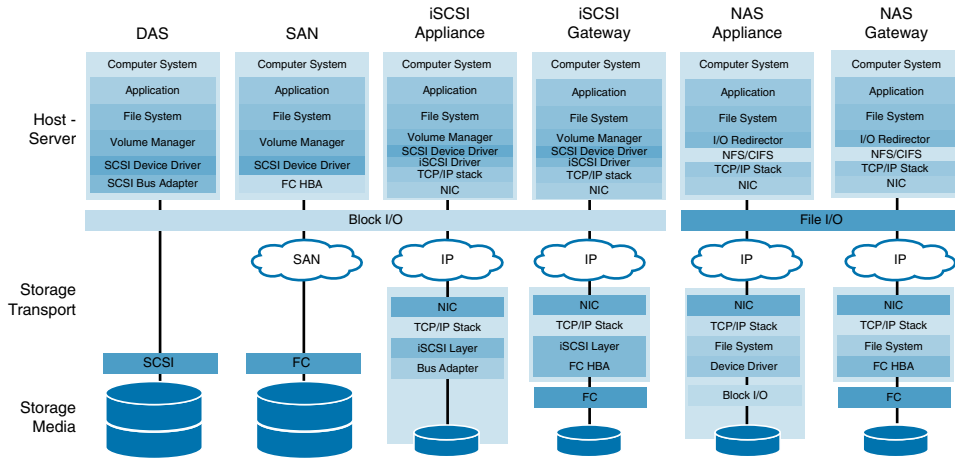 DAS
SAN
iSCSI
Appliance
iSCSI
Gateway
NAS
Appliance
NAS
Gateway
Host -
Server
Computer System
Application
File System
Volume Manager
SCSI Device Driver
SCSI Bus Adapter
Computer System
Application
File System
Volume Manager
SCSI Device Driver
FC HBA
Computer System
Application
File System
Volume Manager
SCSI Device Driver
iSCSI Driver
TCP/IP stack
NIC
Computer System
Application
File System
Volume Manager
SCSI Device Driver
iSCSI Driver
TCP/IP stack
NIC
Computer System
Application
File System
I/O Redirector
NFS/CIFS
TCP/IP Stack
NIC
Computer System
Application
File System
I/O Redirector
NFS/CIFS
TCP/IP Stack
NIC
Block I/O
File I/O
SAN
IP
IP
IP
IP
Storage
Transport
SCSI
FC
NIC
TCP/IP Stack
iSCSI Layer
Bus Adapter
NIC
TCP/IP Stack
iSCSI Layer
FC HBA
FC
NIC
TCP/IP Stack
File System
Device Driver
Block I/O
NIC
TCP/IP Stack
File System
FC HBA
FC
Storage
Media